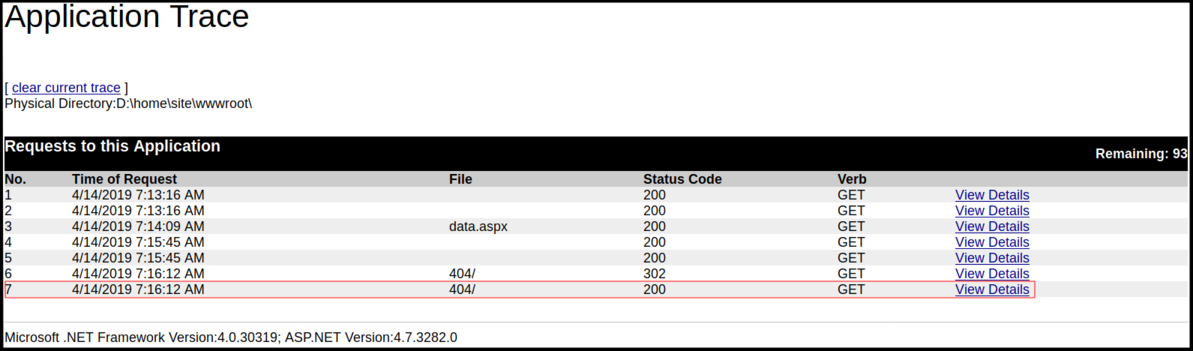 Application Trace
[ clear current trace ]
Physical Directory:D:\home\site\wwwroot\
Requests to this Application Remaining: 93
No. Time of Request File Status Code Verb
1 4/14/2019 7:13:16 AM 200 GET View Details
2 4/14/2019 7:13:16 AM 200 GET View Details
3 4/14/2019 7:14:09 AM data.aspx 200 GET View Details
4 4/14/2019 7:15:45 AM 200 GET View Details
5 4/14/2019 7:15:45 AM 200 GET View Details
6 4/14/2019 7:16:12 AM 404/ 302 GET View Details
7 4/14/2019 7:16:12 AM 404/ 200 GET View Details
Microsoft .NET Framework Version:4.0.30319; ASP.NET Version:4.7.3282.0